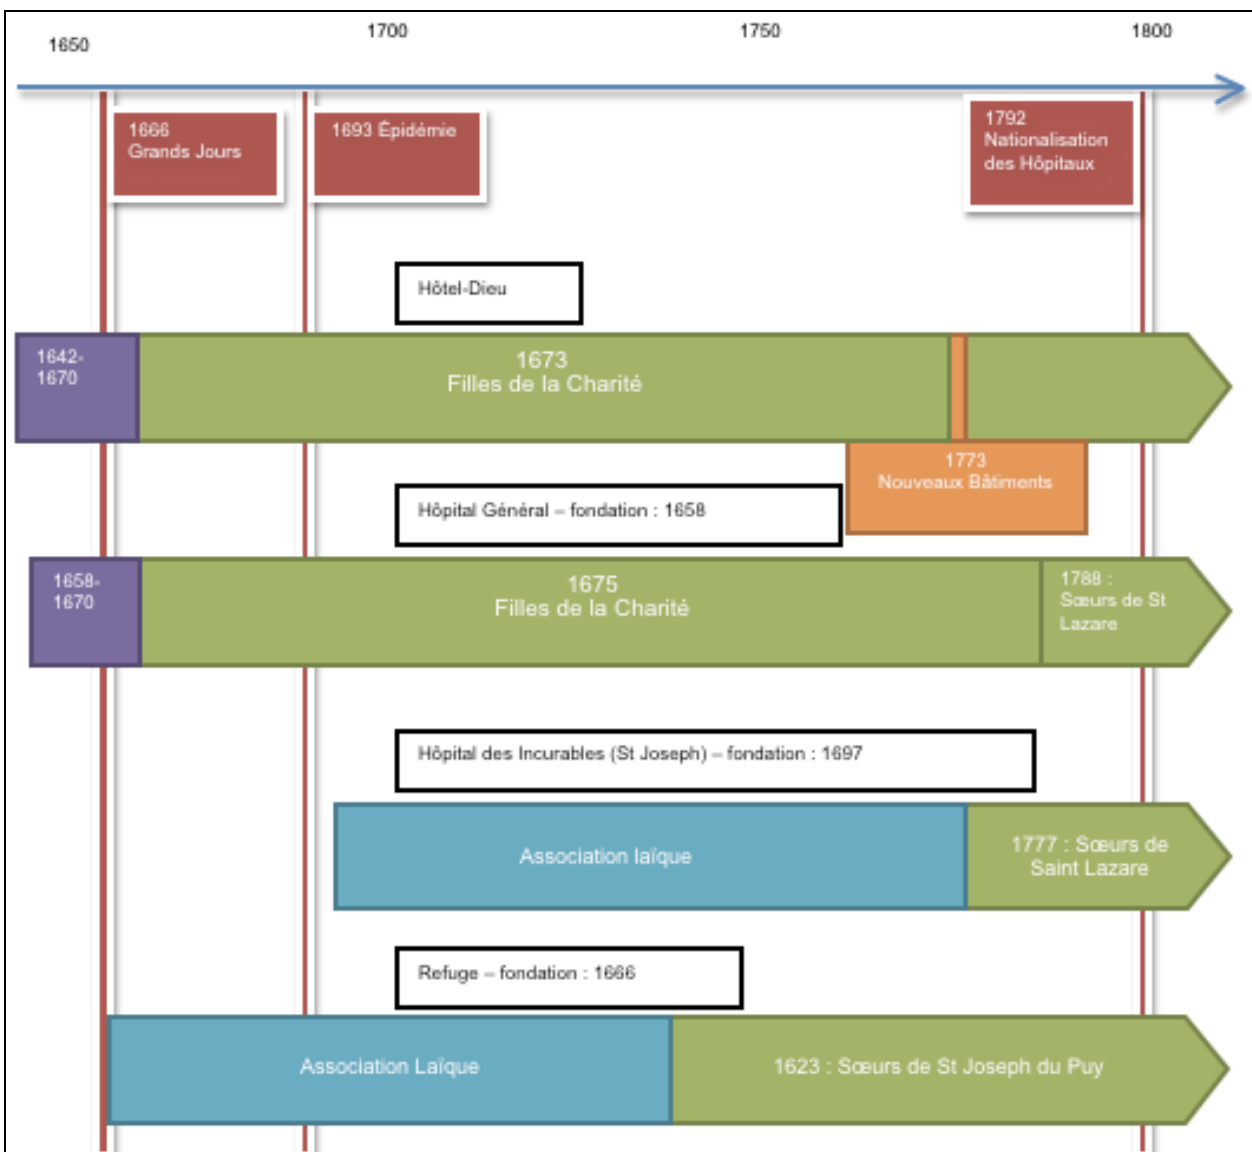 1650
1700
1750
1800
1666
Grands Jours
1693 Épidémie
1792
Nationalisation
des Hôpitaux
Hôtel-Dieu
1642-
1670
1673
Filles de la Charité
1773
Nouveaux Bâtiments
Hôpital Général – fondation : 1658
1658-
1670
1675
Filles de la Charité
1788 :
Sœurs de St
Lazare
Hôpital des Incurables (St Joseph) – fondation : 1697
Association laïque
1777 : Sœurs de
Saint Lazare
Refuge – fondation : 1666
Association Laïque
1623 : Sœurs de St Joseph du Puy